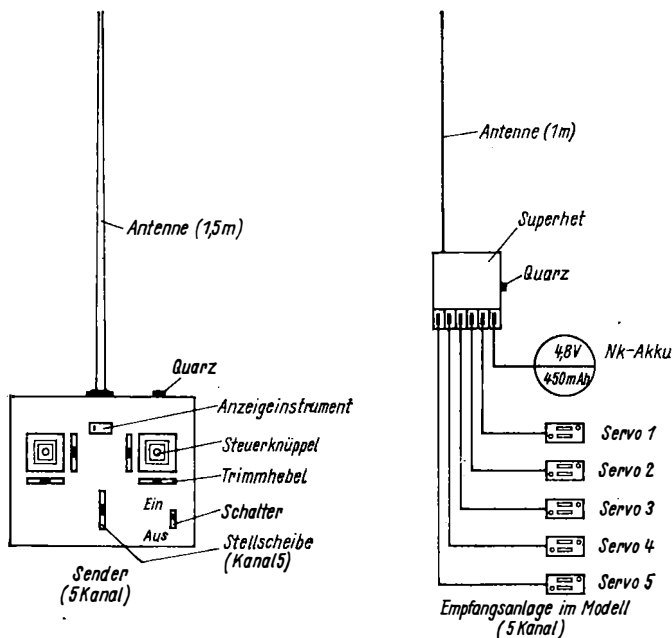 Antenne (1,5m)
Quarz
Anzeigeinstrument
Steuerknüppel
Trimmhebel
Ein
Schalter
Aus
Stellscheibe
(Kanal 5)
Sender
(5 Kanal)
Antenne (1m)
Superhet
Quarz
4,8V
Nk-Akku
450mAh
Servo 1
Servo 2
Servo 3
Servo 4
Servo 5
Empfangsanlage im Modell
(5 Kanal)